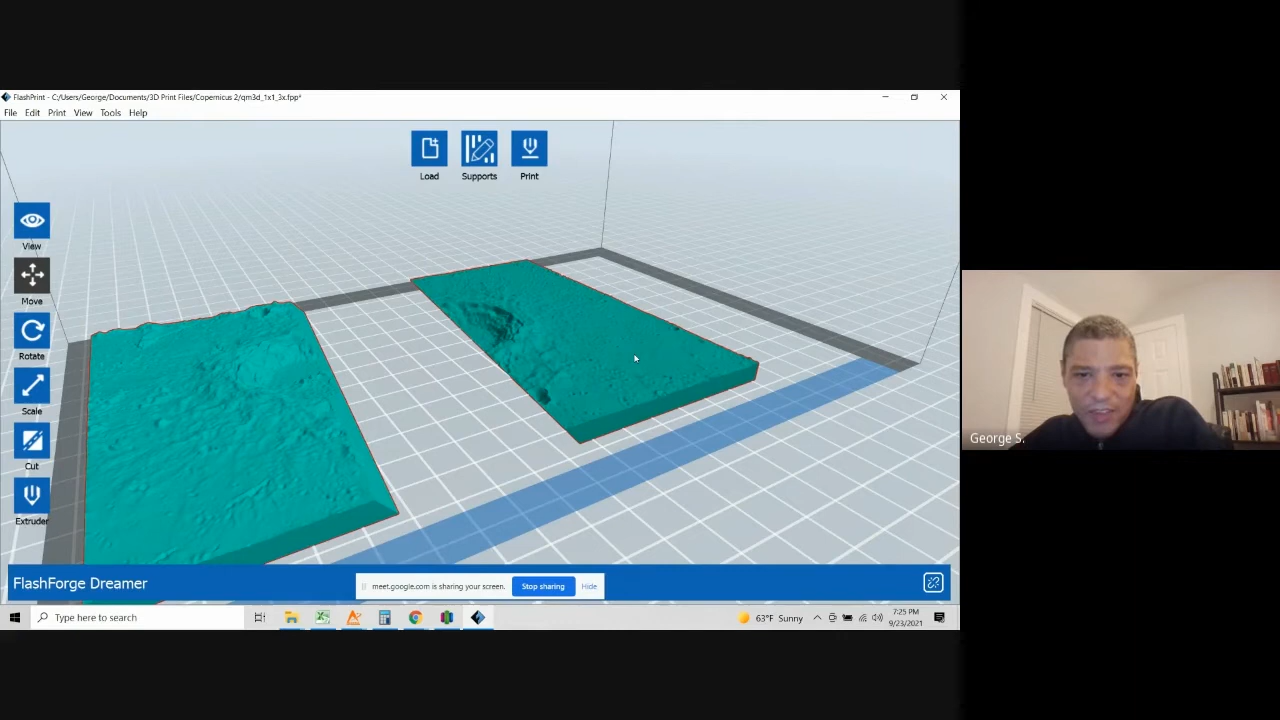 FlashPrint - C:/Users/George/Documents/3D Print Files/Copernicus 2/qm3d_1x1_3x.fpp*
File Edit Print View Tools Help
Load Supports Print
View
Move
Rotate
Scale
Cut
Extruder
George S.
FlashForge Dreamer
meet.google.com is sharing your screen. Stop sharing Hide
Type here to search
63°F Sunny
7:25 PM
9/23/2021